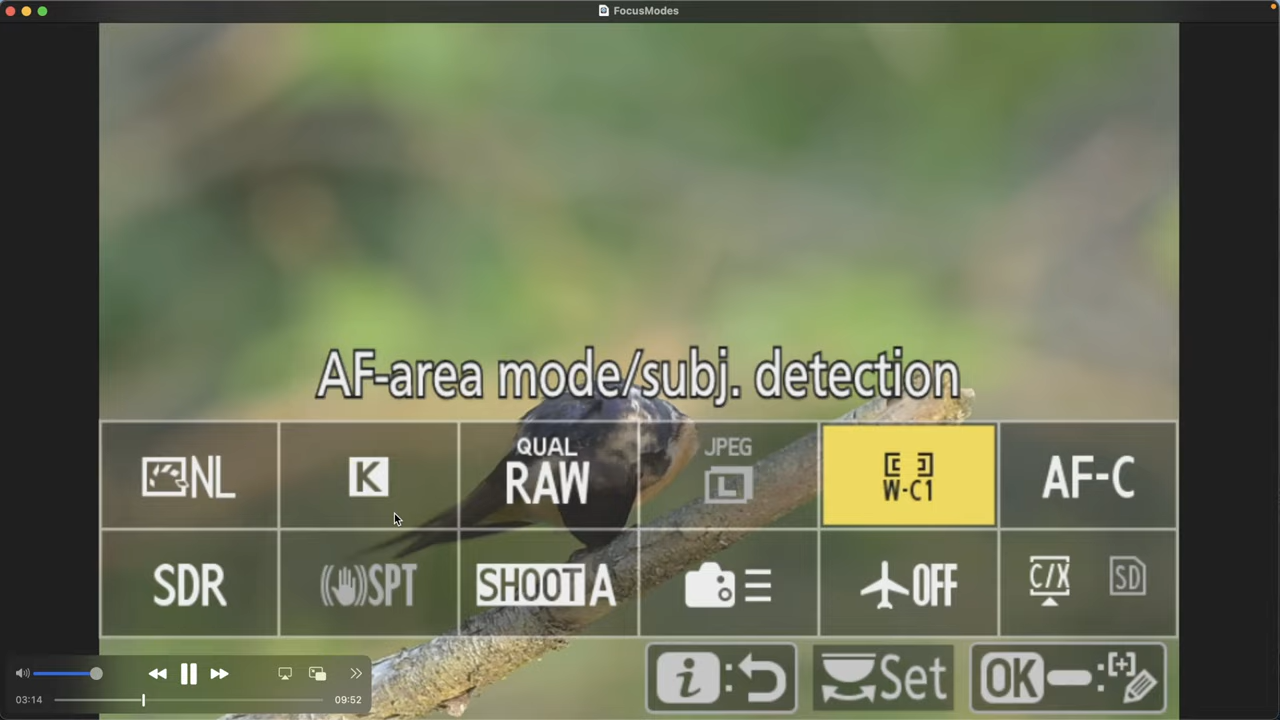 FocusModes
AF-area mode/subj. detection
NL
K
QUAL
RAW
JPEG
L
W-C1
AF-C
SDR
SPT
SHOOT A
OFF
C/X
SD
i:
Set
OK :
03:14
09:52